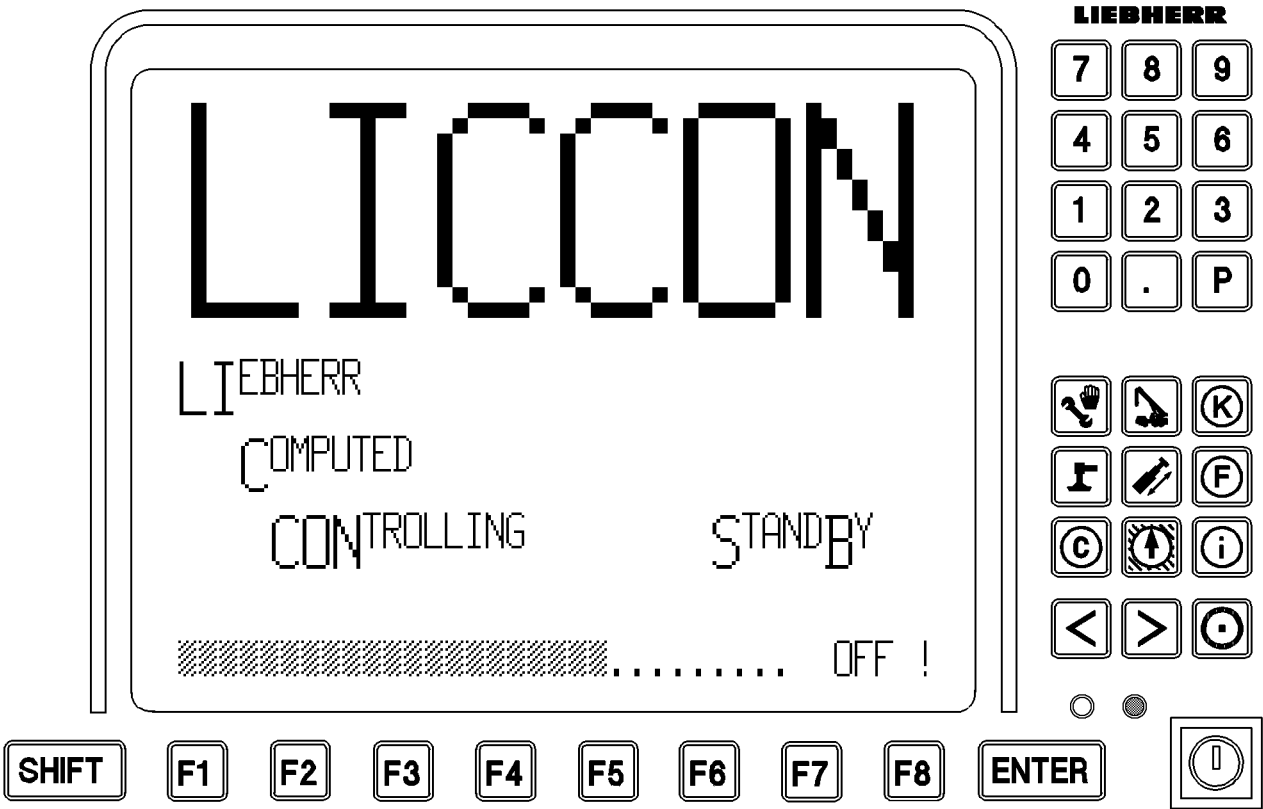 LIEBHERR
LICCON
LIEBHERR
COMPUTED
CONTROLLING STANDBY
......... OFF !
7 8 9
4 5 6
1 2 3
0 . P
K
F
C i
< >
SHIFT F1 F2 F3 F4 F5 F6 F7 F8 ENTER